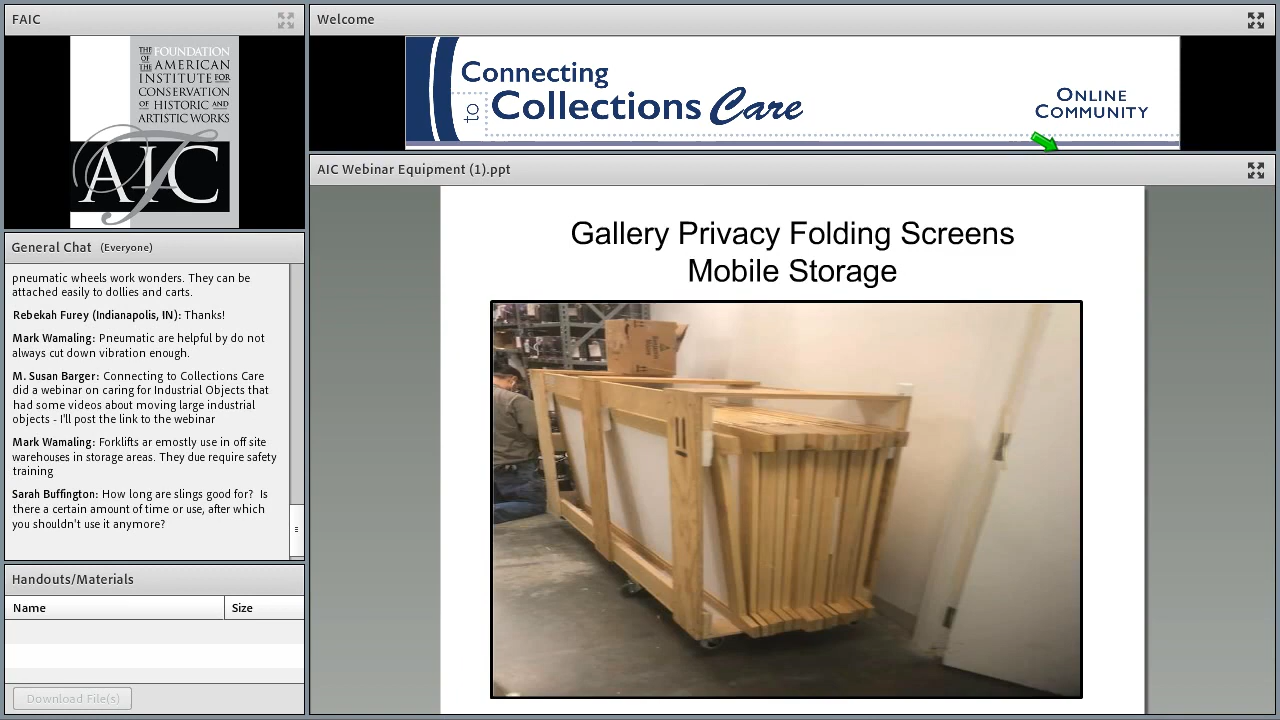 FAIC
THE FOUNDATION
OF THE AMERICAN
INSTITUTE FOR
CONSERVATION
OF HISTORIC AND
ARTISTIC WORKS
AIC
General Chat (Everyone)
pneumatic wheels work wonders. They can be
attached easily to dollies and carts.
Rebekah Furey (Indianapolis, IN): Thanks!
Mark Wamaling: Pneumatic are helpful by do not
always cut down vibration enough.
M. Susan Barger: Connecting to Collections Care
did a webinar on caring for Industrial Objects that
had some videos about moving large industrial
objects - I'll post the link to the webinar
Mark Wamaling: Forklifts ar emostly use in off site
warehouses in storage areas. They due require safety
training
Sarah Buffington: How long are slings good for?  Is
there a certain amount of time or use, after which
you shouldn't use it anymore?
Handouts/Materials
Name Size
Download File(s)
Welcome
Connecting
to Collections Care
ONLINE
COMMUNITY
AIC Webinar Equipment (1).ppt
Gallery Privacy Folding Screens
Mobile Storage